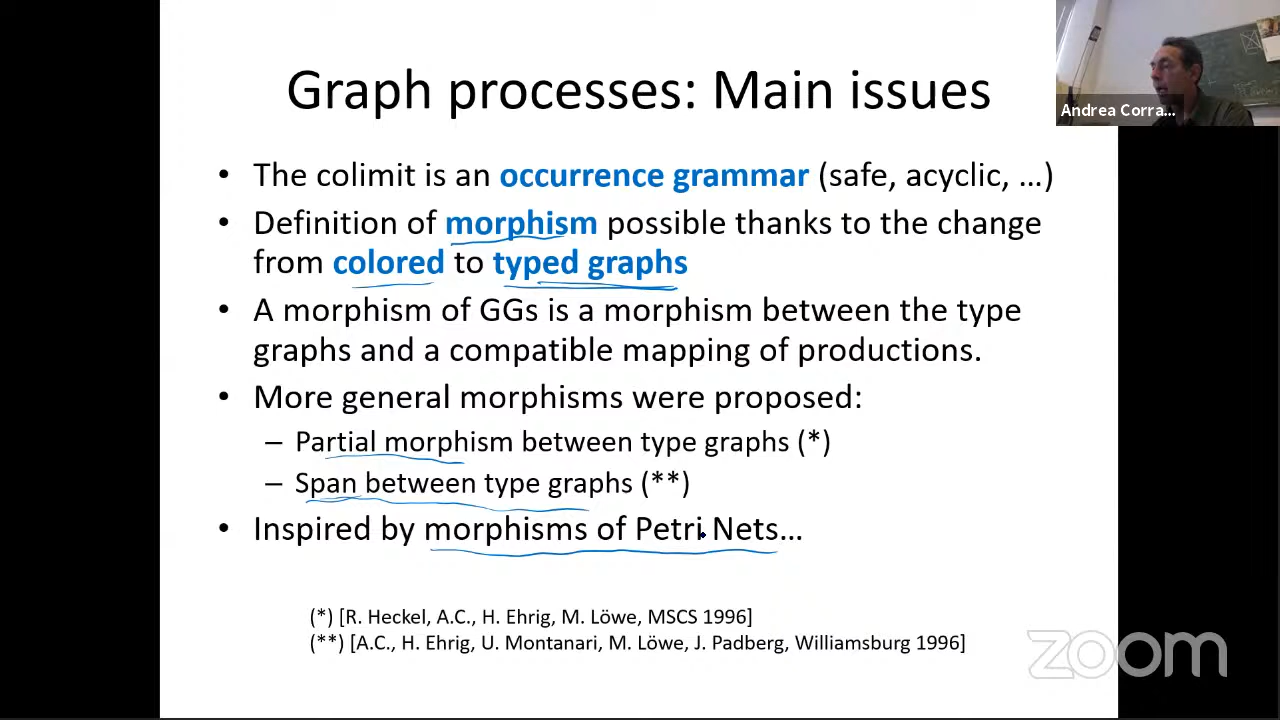 Graph processes: Main issues
Andrea Corra...
• The colimit is an occurrence grammar (safe, acyclic, …)
• Definition of morphism possible thanks to the change
from colored to typed graphs
• A morphism of GGs is a morphism between the type
graphs and a compatible mapping of productions.
• More general morphisms were proposed:
– Partial morphism between type graphs (*)
– Span between type graphs (**)
• Inspired by morphisms of Petri Nets…
(*) [R. Heckel, A.C., H. Ehrig, M. Löwe, MSCS 1996]
(**) [A.C., H. Ehrig, U. Montanari, M. Löwe, J. Padberg, Williamsburg 1996]
zoom